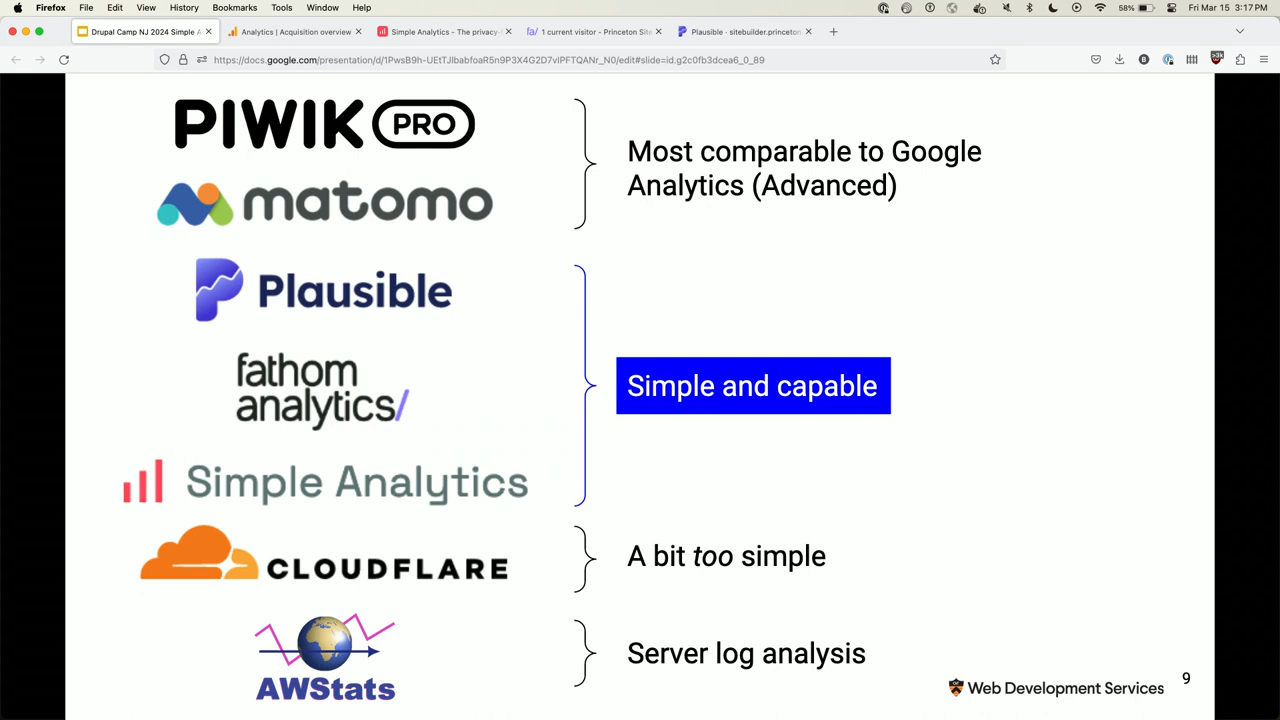 Firefox File Edit View History Bookmarks Tools Window Help 58% Fri Mar 15 3:17 PM
Drupal Camp NJ 2024 Simple A Analytics | Acquisition overview Simple Analytics - The privacy- 1 current visitor - Princeton Sit Plausible · sitebuilder.princeton
https://docs.google.com/presentation/d/1PwsB9h-UEtTJlbabfoaR5n9P3X4G2D7vIPFTQANr_N0/edit#slide=id.g2c0fb3dcea6_0_89
PIWIK PRO
matomo
Most comparable to Google
Analytics (Advanced)
Plausible
fathom
analytics/
Simple Analytics
Simple and capable
CLOUDFLARE
A bit too simple
AWStats
Server log analysis
Web Development Services
9